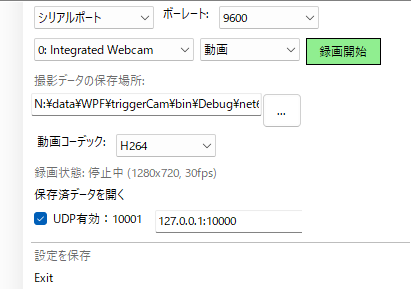 シリアルポート ボーレート: 9600
0: Integrated Webcam 動画 録画開始
撮影データの保存場所:
N:¥data¥WPF¥triggerCam¥bin¥Debug¥net6 ...
動画コーデック: H264
録画状態: 停止中 (1280x720, 30fps)
保存済データを開く
UDP有効：10001 127.0.0.1:10000
設定を保存
Exit